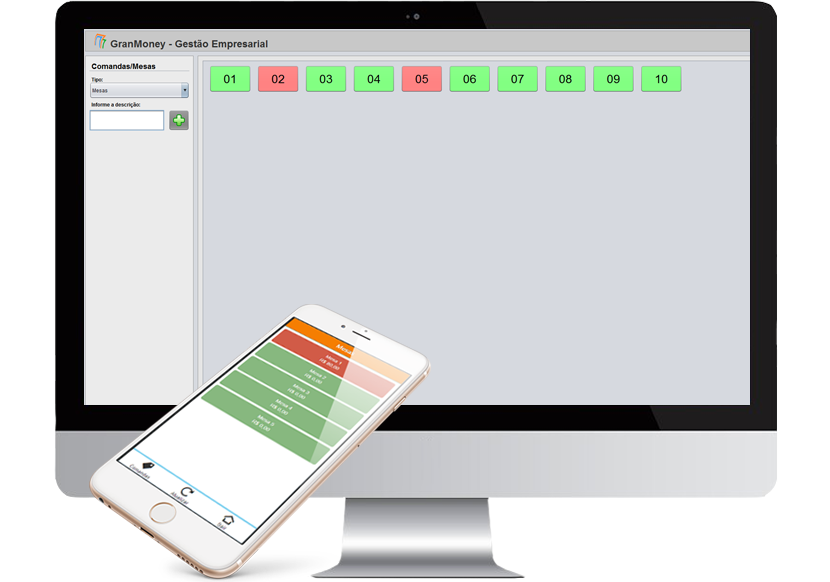 GranMoney - Gestão Empresarial
Comandas/Mesas
Tipo:
Mesas
Informe a descrição:
01 02 03 04 05 06 07 08 09 10
Mesas
Mesa 1
R$ 80,00
Mesa 2
R$ 0,00
Mesa 3
R$ 0,00
Mesa 4
R$ 0,00
Mesa 5
R$ 0,00
Comandas
Atualizar
Sair